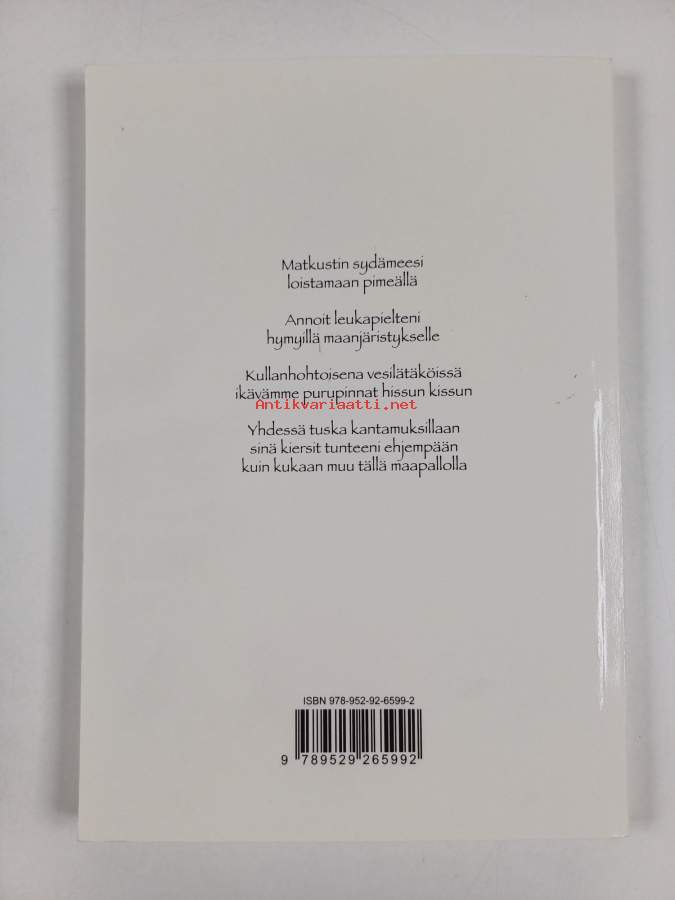 Matkustin sydämeesi
loistamaan pimeällä
Annoit leukapielteni
hymyillä maanjäristykselle
Kullanhohtoisena vesilätäköissä
ikävämme purupinnat hissun kissun
Antikvariaatti.net
Yhdessä tuska kantamuksillaan
sinä kiersit tunteeni ehjempään
kuin kukaan muu tällä maapallolla
ISBN 978-952-92-6599-2
9 789529 265992